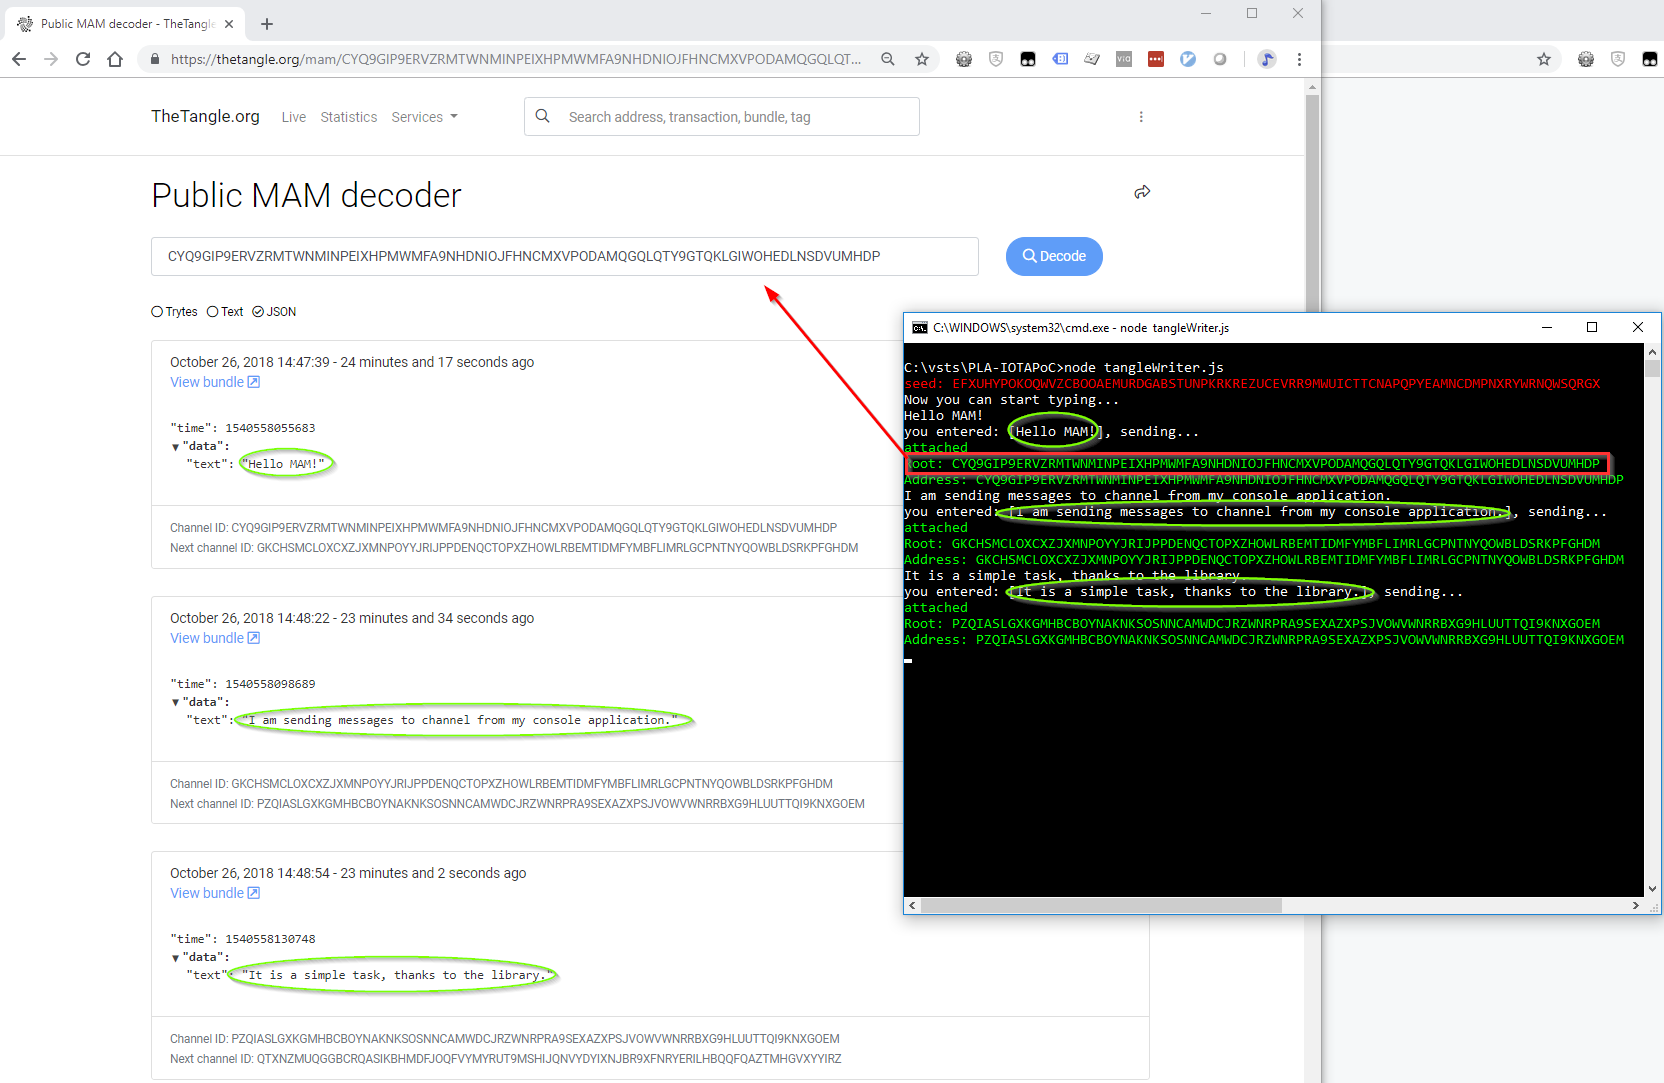 Public MAM decoder - TheTangle
https://thetangle.org/mam/CYQ9GIP9ERVZRMTWNMINPEIXHPMWMFA9NHDNIOJFHNCMXVPODAMQGQLQT...
TheTangle.org
Live
Statistics
Services
Search address, transaction, bundle, tag
Public MAM decoder
CYQ9GIP9ERVZRMTWNMINPEIXHPMWMFA9NHDNIOJFHNCMXVPODAMQGQLQTY9GTQKLGIWOHEDLNSDVUMHDP
Decode
Trytes Text JSON
October 26, 2018 14:47:39 - 24 minutes and 17 seconds ago
View bundle
"time": 1540558055683
"data":
"text": "Hello MAM!"
Channel ID: CYQ9GIP9ERVZRMTWNMINPEIXHPMWMFA9NHDNIOJFHNCMXVPODAMQGQLQTY9GTQKLGIWOHEDLNSDVUMHDP
Next channel ID: GKCHSMCLOXCXZJXMNPOYYJRIJPPDENQCTOPXZHOWLRBEMTIDMFYMBFLIMRLGCPNTNYQOWBLDSRKPFGHDM
October 26, 2018 14:48:22 - 23 minutes and 34 seconds ago
View bundle
"time": 1540558098689
"data":
"text": "I am sending messages to channel from my console application."
Channel ID: GKCHSMCLOXCXZJXMNPOYYJRIJPPDENQCTOPXZHOWLRBEMTIDMFYMBFLIMRLGCPNTNYQOWBLDSRKPFGHDM
Next channel ID: PZQIASLGXKGMHBCBOYNAKNKSOSNNCAMWDCJRZWNRPRA9SEXAZXPSJVOWVWNRRBXG9HLUUTTQI9KNXGOEM
October 26, 2018 14:48:54 - 23 minutes and 2 seconds ago
View bundle
"time": 1540558130748
"data":
"text": "It is a simple task, thanks to the library."
Channel ID: PZQIASLGXKGMHBCBOYNAKNKSOSNNCAMWDCJRZWNRPRA9SEXAZXPSJVOWVWNRRBXG9HLUUTTQI9KNXGOEM
Next channel ID: QTXNZMUQGGBCRQASIKBHMDFJOQFVYMYRUT9MSHIJQNVYDYIXNJBR9XFNRYERILHBQQFQAZTMHGVXYYIRZ
C:\WINDOWS\system32\cmd.exe - node tangleWriter.js
C:\vsts\PLA-IOTAPoC>node tangleWriter.js
seed: EFXUHYPOKOQWVZCBOOAEMURDGABSTUNPKRKREZUCEVRR9MWUICTTCNAPQPYEAMNCDMPNXRYWRNQWSQRGX
Now you can start typing...
Hello MAM!
you entered: [Hello MAM!], sending...
attached
Root: CYQ9GIP9ERVZRMTWNMINPEIXHPMWMFA9NHDNIOJFHNCMXVPODAMQGQLQTY9GTQKLGIWOHEDLNSDVUMHDP
Address: CYQ9GIP9ERVZRMTWNMINPEIXHPMWMFA9NHDNIOJFHNCMXVPODAMQGQLQTY9GTQKLGIWOHEDLNSDVUMHDP
I am sending messages to channel from my console application.
you entered: [I am sending messages to channel from my console application.], sending...
attached
Root: GKCHSMCLOXCXZJXMNPOYYJRIJPPDENQCTOPXZHOWLRBEMTIDMFYMBFLIMRLGCPNTNYQOWBLDSRKPFGHDM
Address: GKCHSMCLOXCXZJXMNPOYYJRIJPPDENQCTOPXZHOWLRBEMTIDMFYMBFLIMRLGCPNTNYQOWBLDSRKPFGHDM
It is a simple task, thanks to the library.
you entered: [It is a simple task, thanks to the library.], sending...
attached
Root: PZQIASLGXKGMHBCBOYNAKNKSOSNNCAMWDCJRZWNRPRA9SEXAZXPSJVOWVWNRRBXG9HLUUTTQI9KNXGOEM
Address: PZQIASLGXKGMHBCBOYNAKNKSOSNNCAMWDCJRZWNRPRA9SEXAZXPSJVOWVWNRRBXG9HLUUTTQI9KNXGOEM